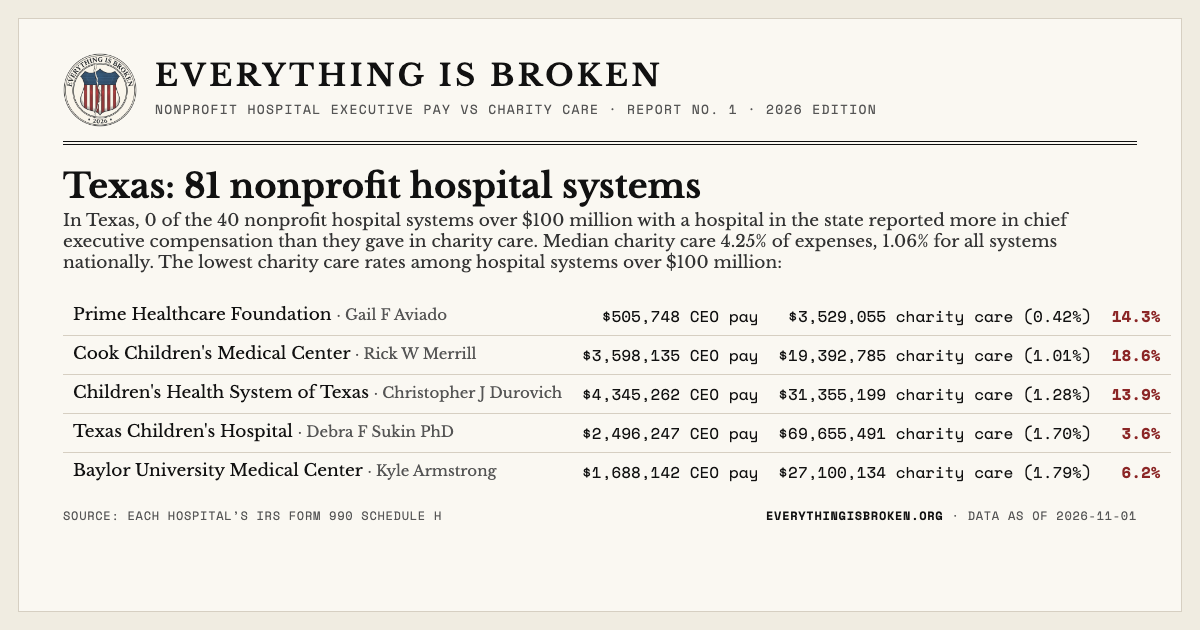 EVERYTHING IS BROKEN
· 2026 ·
EVERYTHING IS BROKEN
NONPROFIT HOSPITAL EXECUTIVE PAY VS CHARITY CARE · REPORT NO. 1 · 2026 EDITION
Texas: 81 nonprofit hospital systems
In Texas, 0 of the 40 nonprofit hospital systems over $100 million with a hospital in the state reported more in chief
executive compensation than they gave in charity care. Median charity care 4.25% of expenses, 1.06% for all systems
nationally. The lowest charity care rates among hospital systems over $100 million:
Prime Healthcare Foundation · Gail F Aviado $505,748 CEO pay $3,529,055 charity care (0.42%) 14.3%
Cook Children's Medical Center · Rick W Merrill $3,598,135 CEO pay $19,392,785 charity care (1.01%) 18.6%
Children's Health System of Texas · Christopher J Durovich $4,345,262 CEO pay $31,355,199 charity care (1.28%) 13.9%
Texas Children's Hospital · Debra F Sukin PhD $2,496,247 CEO pay $69,655,491 charity care (1.70%) 3.6%
Baylor University Medical Center · Kyle Armstrong $1,688,142 CEO pay $27,100,134 charity care (1.79%) 6.2%
SOURCE: EACH HOSPITAL’S IRS FORM 990 SCHEDULE H
EVERYTHINGISBROKEN.ORG · DATA AS OF 2026-11-01